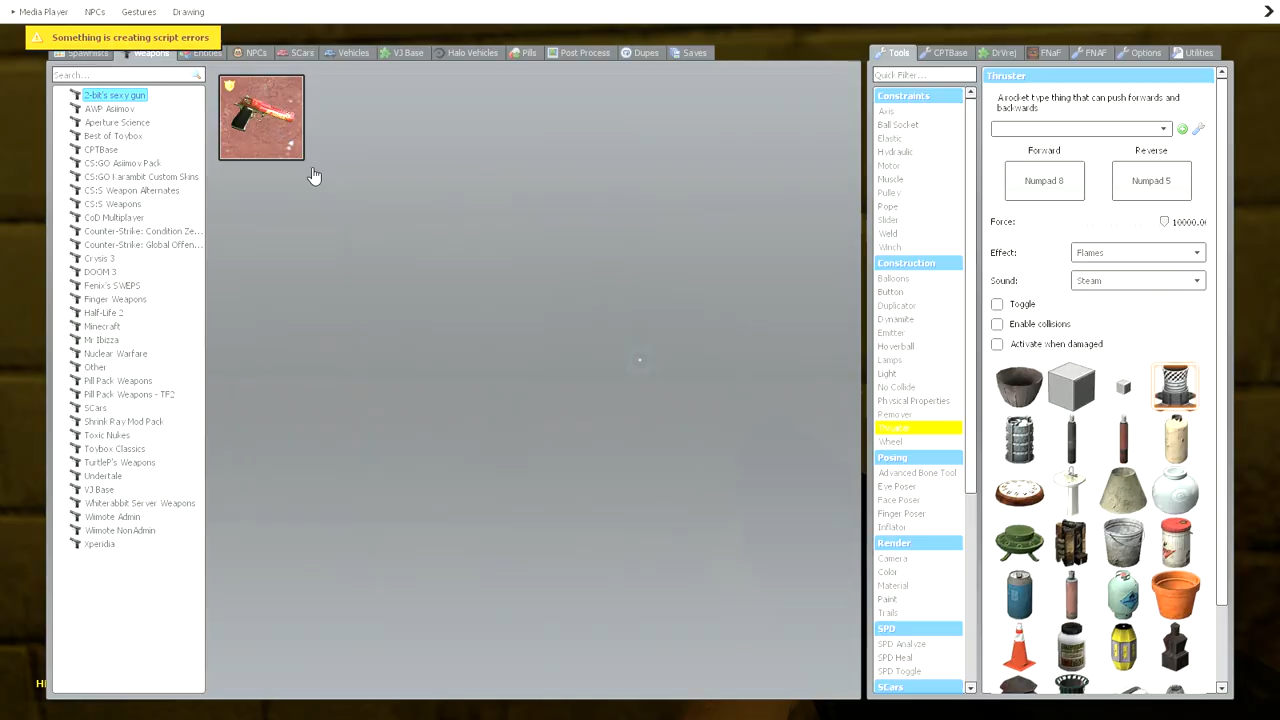 Media Player NPCs Gestures Drawing
Something is creating script errors
Spawnlists Weapons Entities NPCs SCars Vehicles VJ Base Halo Vehicles Pills Post Process Dupes Saves
Search...
2-bit's sexy gun
AWP Asiimov
Aperture Science
Best of Toybox
CPTBase
CS:GO Asiimov Pack
CS:GO Karambit Custom Skins
CS:S Weapon Alternates
CS:S Weapons
CoD Multiplayer
Counter-Strike: Condition Ze...
Counter-Strike: Global Offen...
Crysis 3
DOOM 3
Fenix's SWEPS
Finger Weapons
Half-Life 2
Minecraft
Mr Ibizza
Nuclear Warfare
Other
Pill Pack Weapons
Pill Pack Weapons - TF2
SCars
Shrink Ray Mod Pack
Toxic Nukes
Toybox Classics
TurtleP's Weapons
Undertale
VJ Base
Whiterabbit Server Weapons
Wiimote Admin
Wiimote NonAdmin
Xperidia
Tools CPTBase DrVrej FNaF FNAF Options Utilities
Quick Filter...
Constraints
Axis
Ball Socket
Elastic
Hydraulic
Motor
Muscle
Pulley
Rope
Slider
Weld
Winch
Construction
Balloons
Button
Duplicator
Dynamite
Emitter
Hoverball
Lamps
Light
No Collide
Physical Properties
Remover
Thruster
Wheel
Posing
Advanced Bone Tool
Eye Poser
Face Poser
Finger Poser
Inflator
Render
Camera
Color
Material
Paint
Trails
SPD
SPD Analyze
SPD Heal
SPD Toggle
SCars
Thruster
A rocket type thing that can push forwards and
backwards
Forward Reverse
Numpad 8 Numpad 5
Force: 10000.0
Effect: Flames
Sound: Steam
Toggle
Enable collisions
Activate when damaged